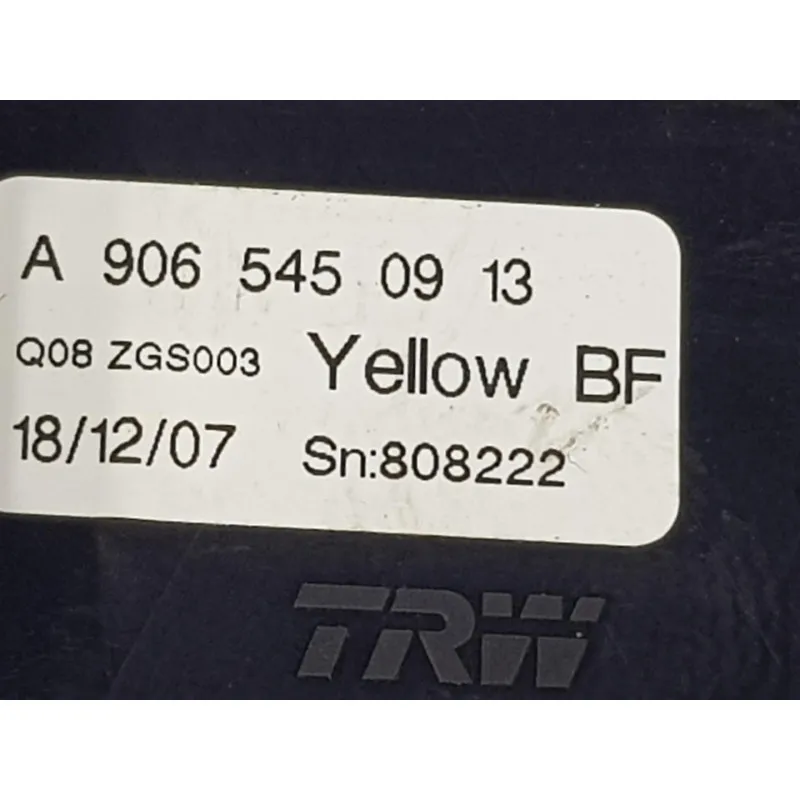 A 906 545 09 13
Q08 ZGS003 Yellow BF
18/12/07 Sn:808222
TRW